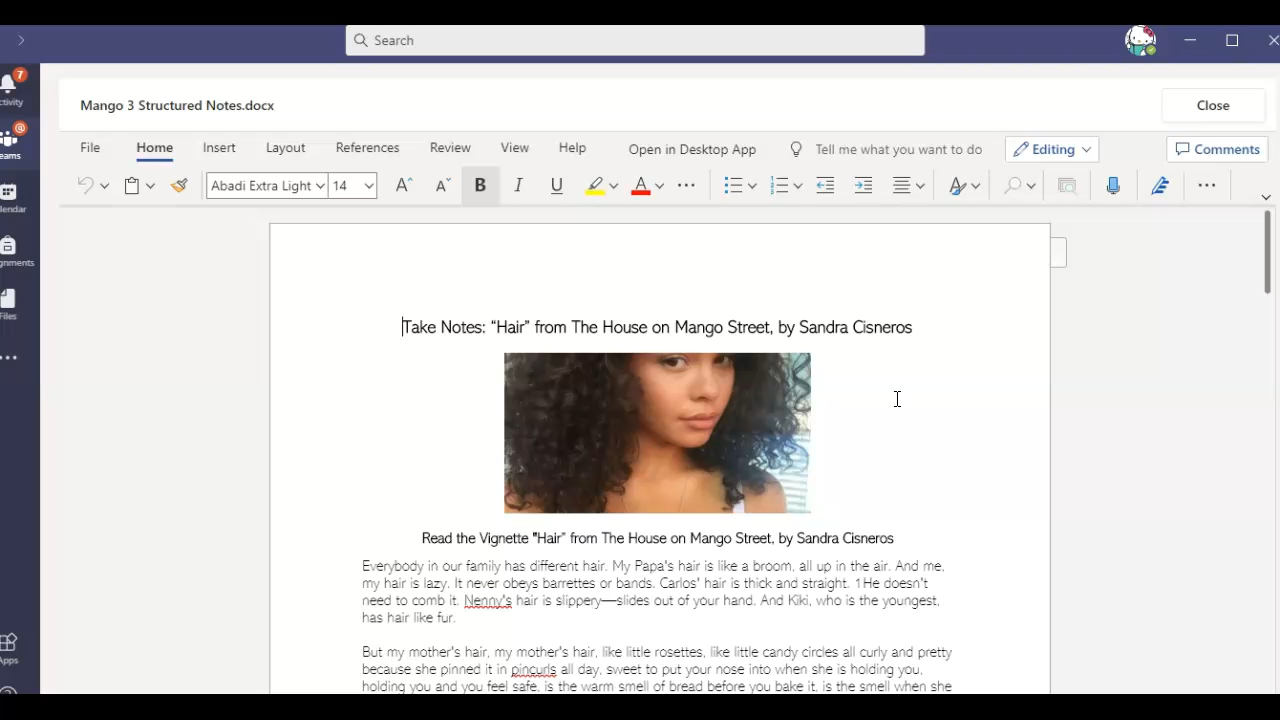 Search
7
ctivity
Mango 3 Structured Notes.docx
Close
@
eams
File Home Insert Layout References Review View Help Open in Desktop App Tell me what you want to do Editing Comments
Abadi Extra Light 14 A A B I U A
lendar
gnments
Files
Apps
Take Notes: “Hair” from The House on Mango Street, by Sandra Cisneros
Read the Vignette "Hair” from The House on Mango Street, by Sandra Cisneros
Everybody in our family has different hair. My Papa's hair is like a broom, all up in the air. And me,
my hair is lazy. It never obeys barrettes or bands. Carlos' hair is thick and straight. 1He doesn't
need to comb it. Nenny's hair is slippery—slides out of your hand. And Kiki, who is the youngest,
has hair like fur.
But my mother's hair, my mother's hair, like little rosettes, like little candy circles all curly and pretty
because she pinned it in pincurls all day, sweet to put your nose into when she is holding you,
holding you and you feel safe, is the warm smell of bread before you bake it, is the smell when she